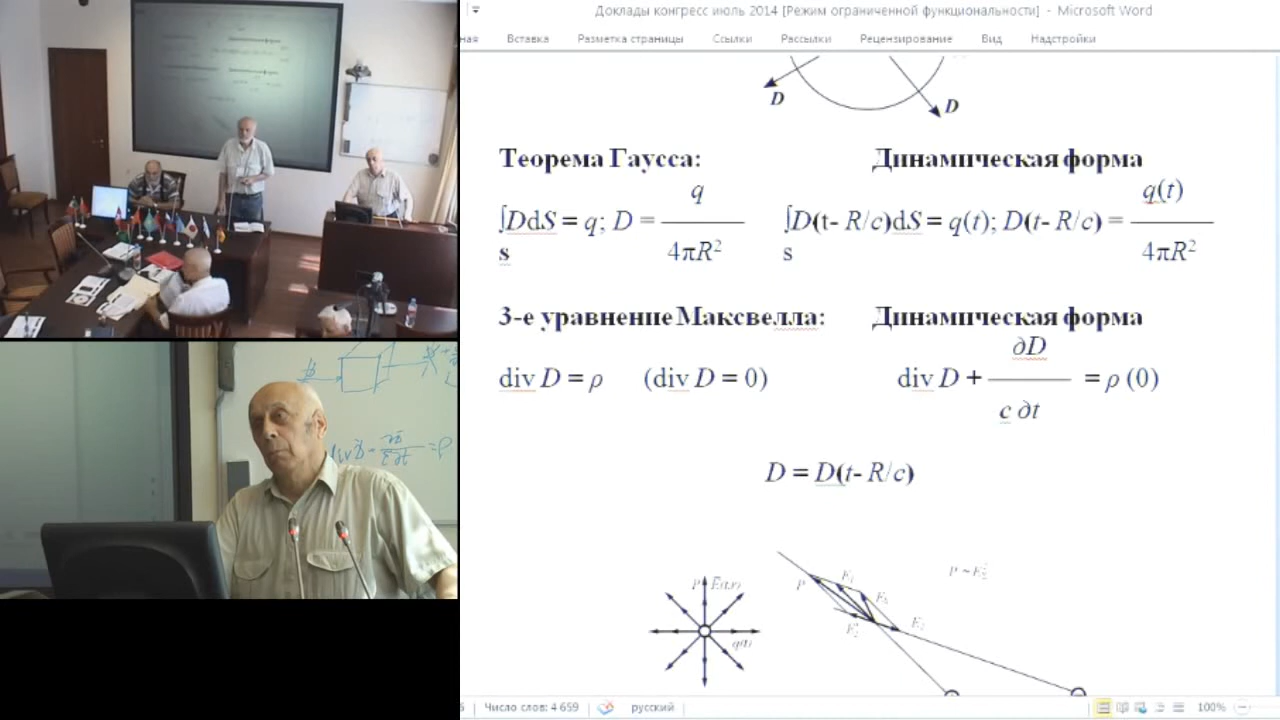 Доклады конгресс июль 2014 [Режим ограниченной функциональности] - Microsoft Word
ная Вставка Разметка страницы Ссылки Рассылки Рецензирование Вид Надстройки
D D
Теорема Гаусса: Динамическая форма
q q(t)
∫DdS = q; D = ——— ∫D(t- R/c)dS = q(t); D(t- R/c) = ———
s 4πR² s 4πR²
3-е уравнение Максвелла: Динамическая форма
∂D
div D = ρ (div D = 0) div D + ——— = ρ (0)
c ∂t
D = D(t- R/c)
P q(t)
P E₂
Число слов: 4 659 русский 100%